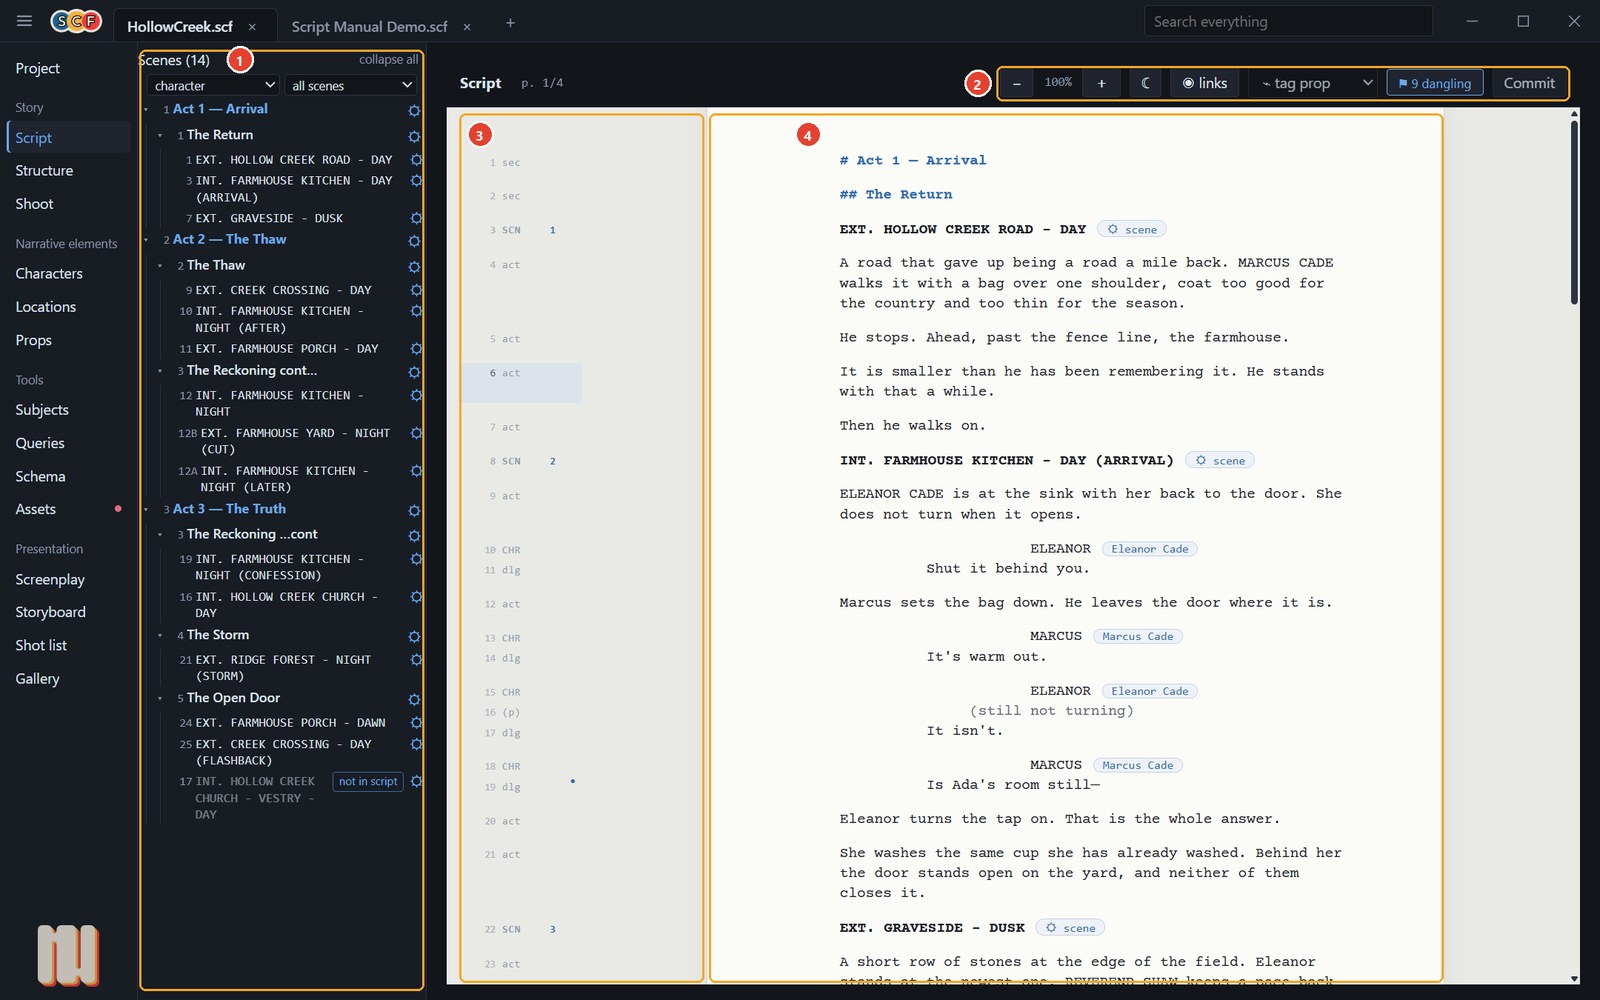 SCF
HollowCreek.scf ×
Script Manual Demo.scf ×
+
Search everything
Project
Story
Script
Structure
Shoot
Narrative elements
Characters
Locations
Props
Tools
Subjects
Queries
Schema
Assets
Presentation
Screenplay
Storyboard
Shot list
Gallery
Scenes (14)
1
collapse all
character
all scenes
1 Act 1 — Arrival
1 The Return
1 EXT. HOLLOW CREEK ROAD - DAY
3 INT. FARMHOUSE KITCHEN - DAY
(ARRIVAL)
7 EXT. GRAVESIDE - DUSK
2 Act 2 — The Thaw
2 The Thaw
9 EXT. CREEK CROSSING - DAY
10 INT. FARMHOUSE KITCHEN -
NIGHT (AFTER)
11 EXT. FARMHOUSE PORCH - DAY
3 The Reckoning cont...
12 INT. FARMHOUSE KITCHEN -
NIGHT
12B EXT. FARMHOUSE YARD - NIGHT
(CUT)
12A INT. FARMHOUSE KITCHEN -
NIGHT (LATER)
3 Act 3 — The Truth
3 The Reckoning ...cont
19 INT. FARMHOUSE KITCHEN -
NIGHT (CONFESSION)
16 INT. HOLLOW CREEK CHURCH -
DAY
4 The Storm
21 EXT. RIDGE FOREST - NIGHT
(STORM)
5 The Open Door
24 EXT. FARMHOUSE PORCH - DAWN
25 EXT. CREEK CROSSING - DAY
(FLASHBACK)
17 INT. HOLLOW CREEK not in script
CHURCH - VESTRY -
DAY
Script p. 1/4
2
− 100% +
links
tag prop
9 dangling
Commit
3
4
1 sec # Act 1 — Arrival
2 sec ## The Return
3 SCN 1 EXT. HOLLOW CREEK ROAD - DAY scene
4 act A road that gave up being a road a mile back. MARCUS CADE
walks it with a bag over one shoulder, coat too good for
the country and too thin for the season.
5 act He stops. Ahead, past the fence line, the farmhouse.
6 act It is smaller than he has been remembering it. He stands
with that a while.
7 act Then he walks on.
8 SCN 2 INT. FARMHOUSE KITCHEN - DAY (ARRIVAL) scene
9 act ELEANOR CADE is at the sink with her back to the door. She
does not turn when it opens.
10 CHR ELEANOR Eleanor Cade
11 dlg Shut it behind you.
12 act Marcus sets the bag down. He leaves the door where it is.
13 CHR MARCUS Marcus Cade
14 dlg It's warm out.
15 CHR ELEANOR Eleanor Cade
16 (p) (still not turning)
17 dlg It isn't.
18 CHR MARCUS Marcus Cade
19 dlg Is Ada's room still—
20 act Eleanor turns the tap on. That is the whole answer.
21 act She washes the same cup she has already washed. Behind her
the door stands open on the yard, and neither of them
closes it.
22 SCN 3 EXT. GRAVESIDE - DUSK scene
23 act A short row of stones at the edge of the field. Eleanor
stands at the newest one. REVEREND SHAW keeps a pace back